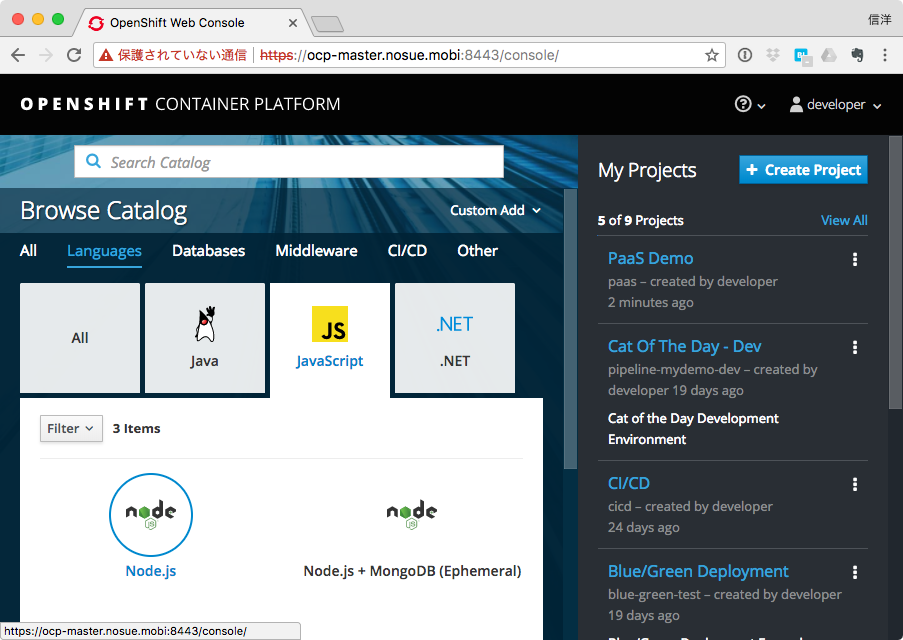 OpenShift Web Console
信洋
保護されていない通信 https://ocp-master.nosue.mobi:8443/console/
OPENSHIFT CONTAINER PLATFORM
developer
Search Catalog
Browse Catalog
Custom Add
All Languages Databases Middleware CI/CD Other
All
Java
JS
JavaScript
.NET
.NET
Filter
3 Items
node
JS
Node.js
node
JS
Node.js + MongoDB (Ephemeral)
My Projects
Create Project
5 of 9 Projects
View All
PaaS Demo
paas – created by developer
2 minutes ago
Cat Of The Day - Dev
pipeline-mydemo-dev – created by
developer 19 days ago
Cat of the Day Development
Environment
CI/CD
cicd – created by developer
24 days ago
Blue/Green Deployment
blue-green-test – created by developer
19 days ago
https://ocp-master.nosue.mobi:8443/console/